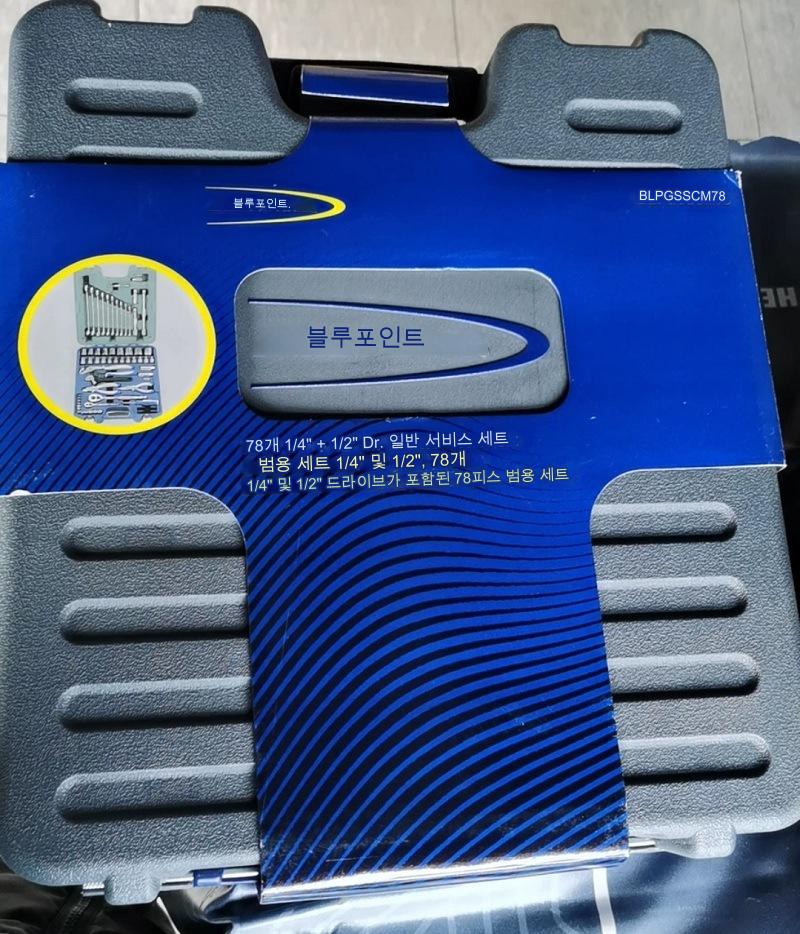 블루포인트.
BLPGSSCM78
블루포인트
78개 1/4" + 1/2" Dr. 일반 서비스 세트
범용 세트 1/4" 및 1/2", 78개
1/4" 및 1/2" 드라이브가 포함된 78피스 범용 세트